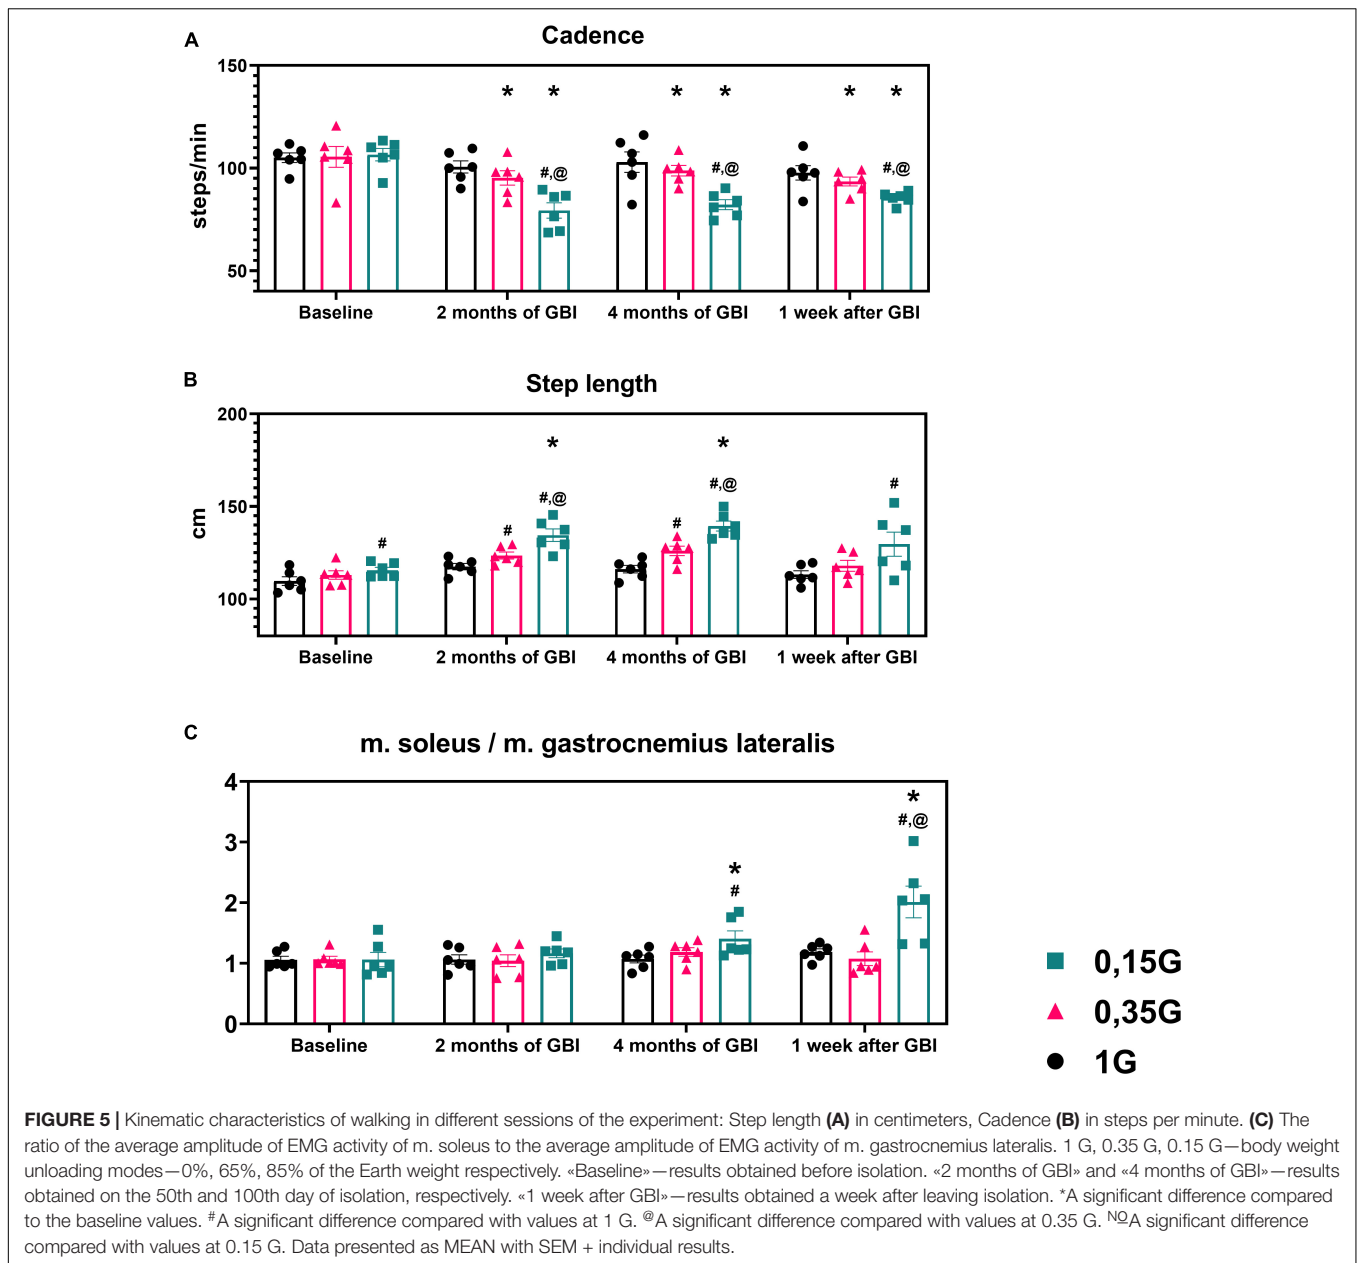 A
Cadence
150
* * * * * *
#,@ #,@ #,@
100
50
steps/min
Baseline 2 months of GBI 4 months of GBI 1 week after GBI
B
Step length
200
* *
#,@ #,@ #
# # #
150
100
cm
Baseline 2 months of GBI 4 months of GBI 1 week after GBI
C
m. soleus / m. gastrocnemius lateralis
4
*
#,@
3
*
#
2
1
0
Baseline 2 months of GBI 4 months of GBI 1 week after GBI
0,15G
0,35G
1G
FIGURE 5 | Kinematic characteristics of walking in different sessions of the experiment: Step length (A) in centimeters, Cadence (B) in steps per minute. (C) The
ratio of the average amplitude of EMG activity of m. soleus to the average amplitude of EMG activity of m. gastrocnemius lateralis. 1 G, 0.35 G, 0.15 G—body weight
unloading modes—0%, 65%, 85% of the Earth weight respectively. «Baseline»—results obtained before isolation. «2 months of GBI» and «4 months of GBI»—results
obtained on the 50th and 100th day of isolation, respectively. «1 week after GBI»—results obtained a week after leaving isolation. *A significant difference compared
to the baseline values. #A significant difference compared with values at 1 G. @A significant difference compared with values at 0.35 G. NOA significant difference
compared with values at 0.15 G. Data presented as MEAN with SEM + individual results.